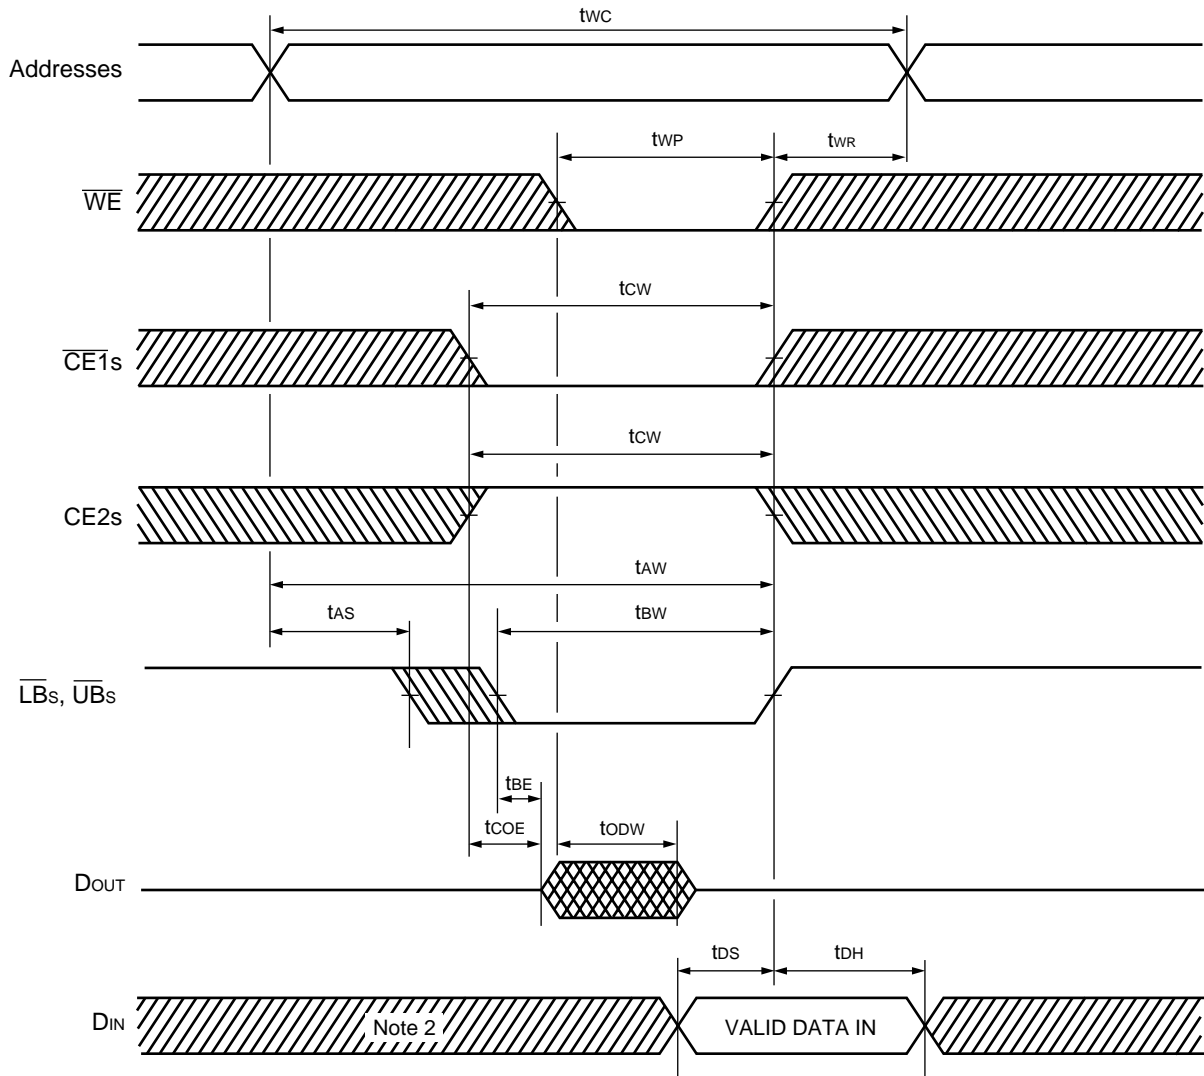 tWC
Addresses
tWP
tWR
WE
tCW
CE1s
tCW
CE2s
tAW
tAS
tBW
LBS, UBS
tBE
tCOE
tODW
DOUT
tDS
tDH
DIN
Note 2
VALID DATA IN